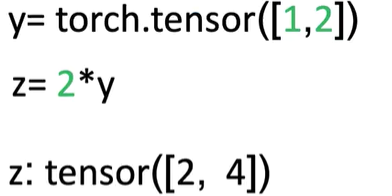 y= torch.tensor([1,2])
z= 2*y
z: tensor([2, 4])